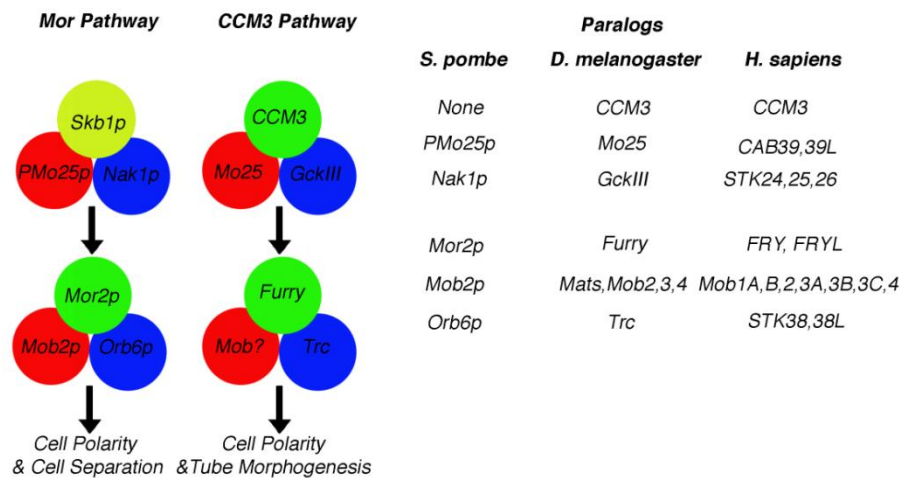 Mor Pathway
CCM3 Pathway
Skb1p
PMo25p
Nak1p
CCM3
Mo25
GckIII
Mor2p
Mob2p
Orb6p
Furry
Mob?
Trc
Cell Polarity
& Cell Separation
Cell Polarity
&Tube Morphogenesis
Paralogs
S. pombe D. melanogaster H. sapiens
None CCM3 CCM3
PMo25p Mo25 CAB39,39L
Nak1p GckIII STK24,25,26
Mor2p Furry FRY, FRYL
Mob2p Mats,Mob2,3,4 Mob1A,B,2,3A,3B,3C,4
Orb6p Trc STK38,38L